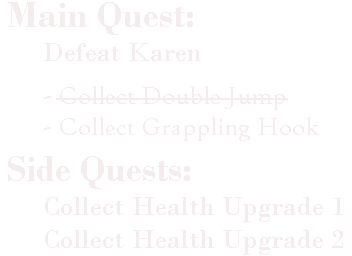 Main Quest:
Defeat Karen
- Collect Double Jump
- Collect Grappling Hook
Side Quests:
Collect Health Upgrade 1
Collect Health Upgrade 2